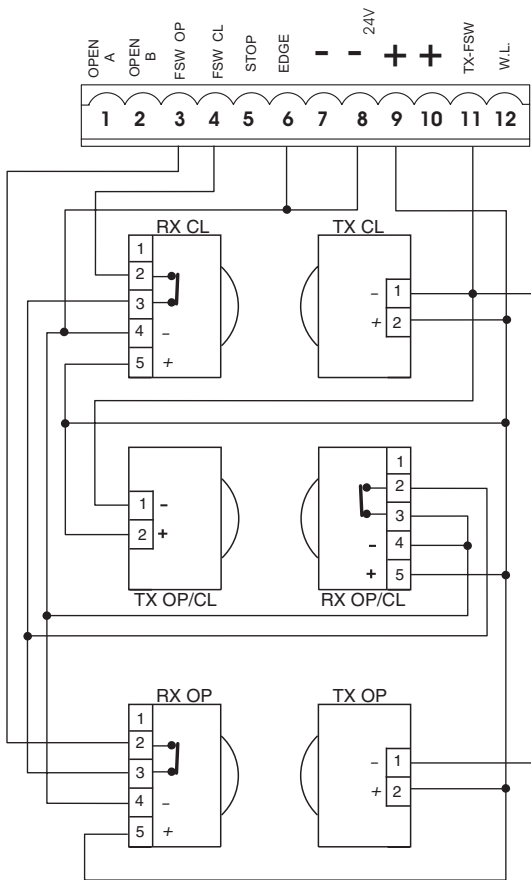 OPEN A
OPEN B
FSW OP
FSW CL
STOP
EDGE
- - 24V + +
TX-FSW
W.L.
1 2 3 4 5 6 7 8 9 10 11 12
RX CL
1
2
3
4 -
5 +
TX CL
- 1
+ 2
1 -
2 +
TX OP/CL
1
2
3
- 4
+ 5
RX OP/CL
RX OP
1
2
3
4 -
5 +
TX OP
- 1
+ 2